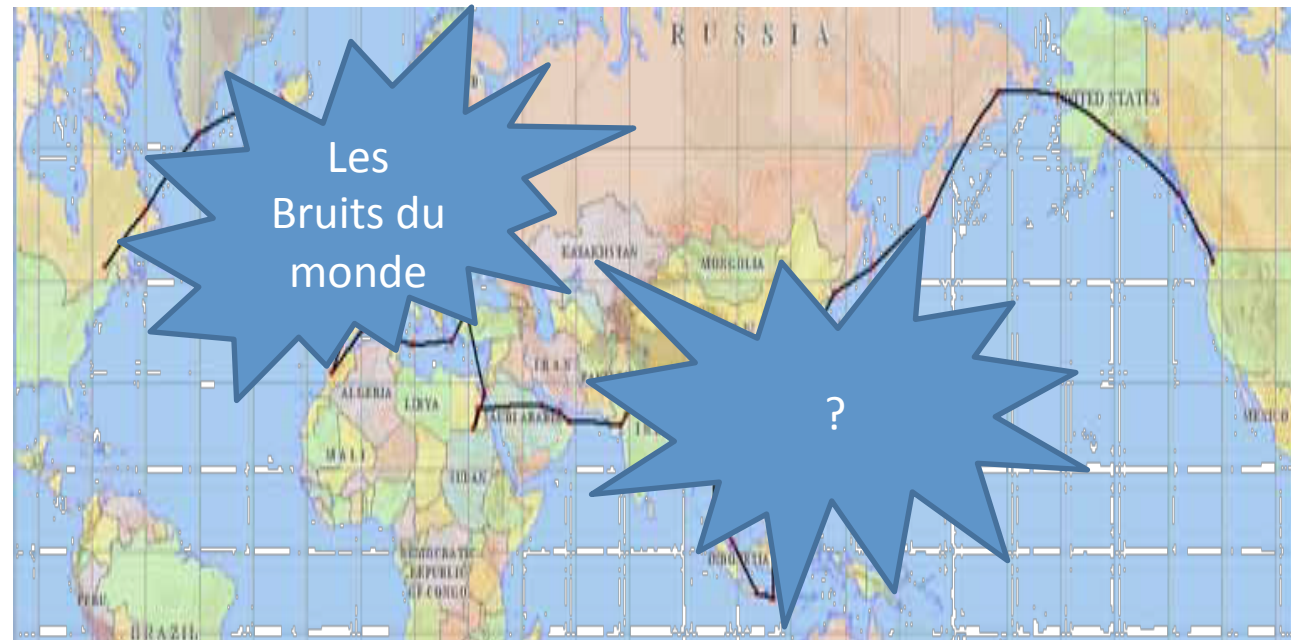 RUSSIA
UNITED STATES
Les
Bruits du
monde
KAZAKHSTAN
MONGOLIA
IRAN
ALGERIA
LIBYA
SAUDI ARABIA
?
MEXICO
MALI
SUDAN
INDONESIA
DEMOCRATIC
REPUBLIC
OF CONGO
PERU
BRAZIL